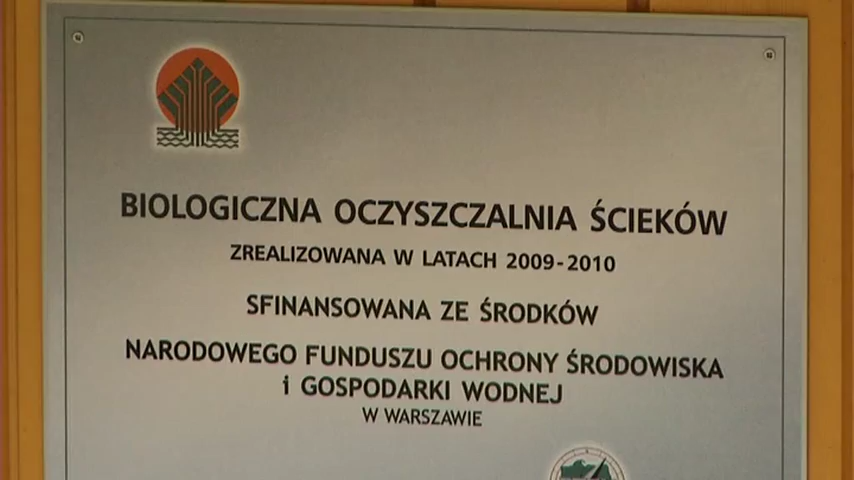 BIOLOGICZNA OCZYSZCZALNIA ŚCIEKÓW
ZREALIZOWANA W LATACH 2009-2010
SFINANSOWANA ZE ŚRODKÓW
NARODOWEGO FUNDUSZU OCHRONY ŚRODOWISKA
i GOSPODARKI WODNEJ
W WARSZAWIE